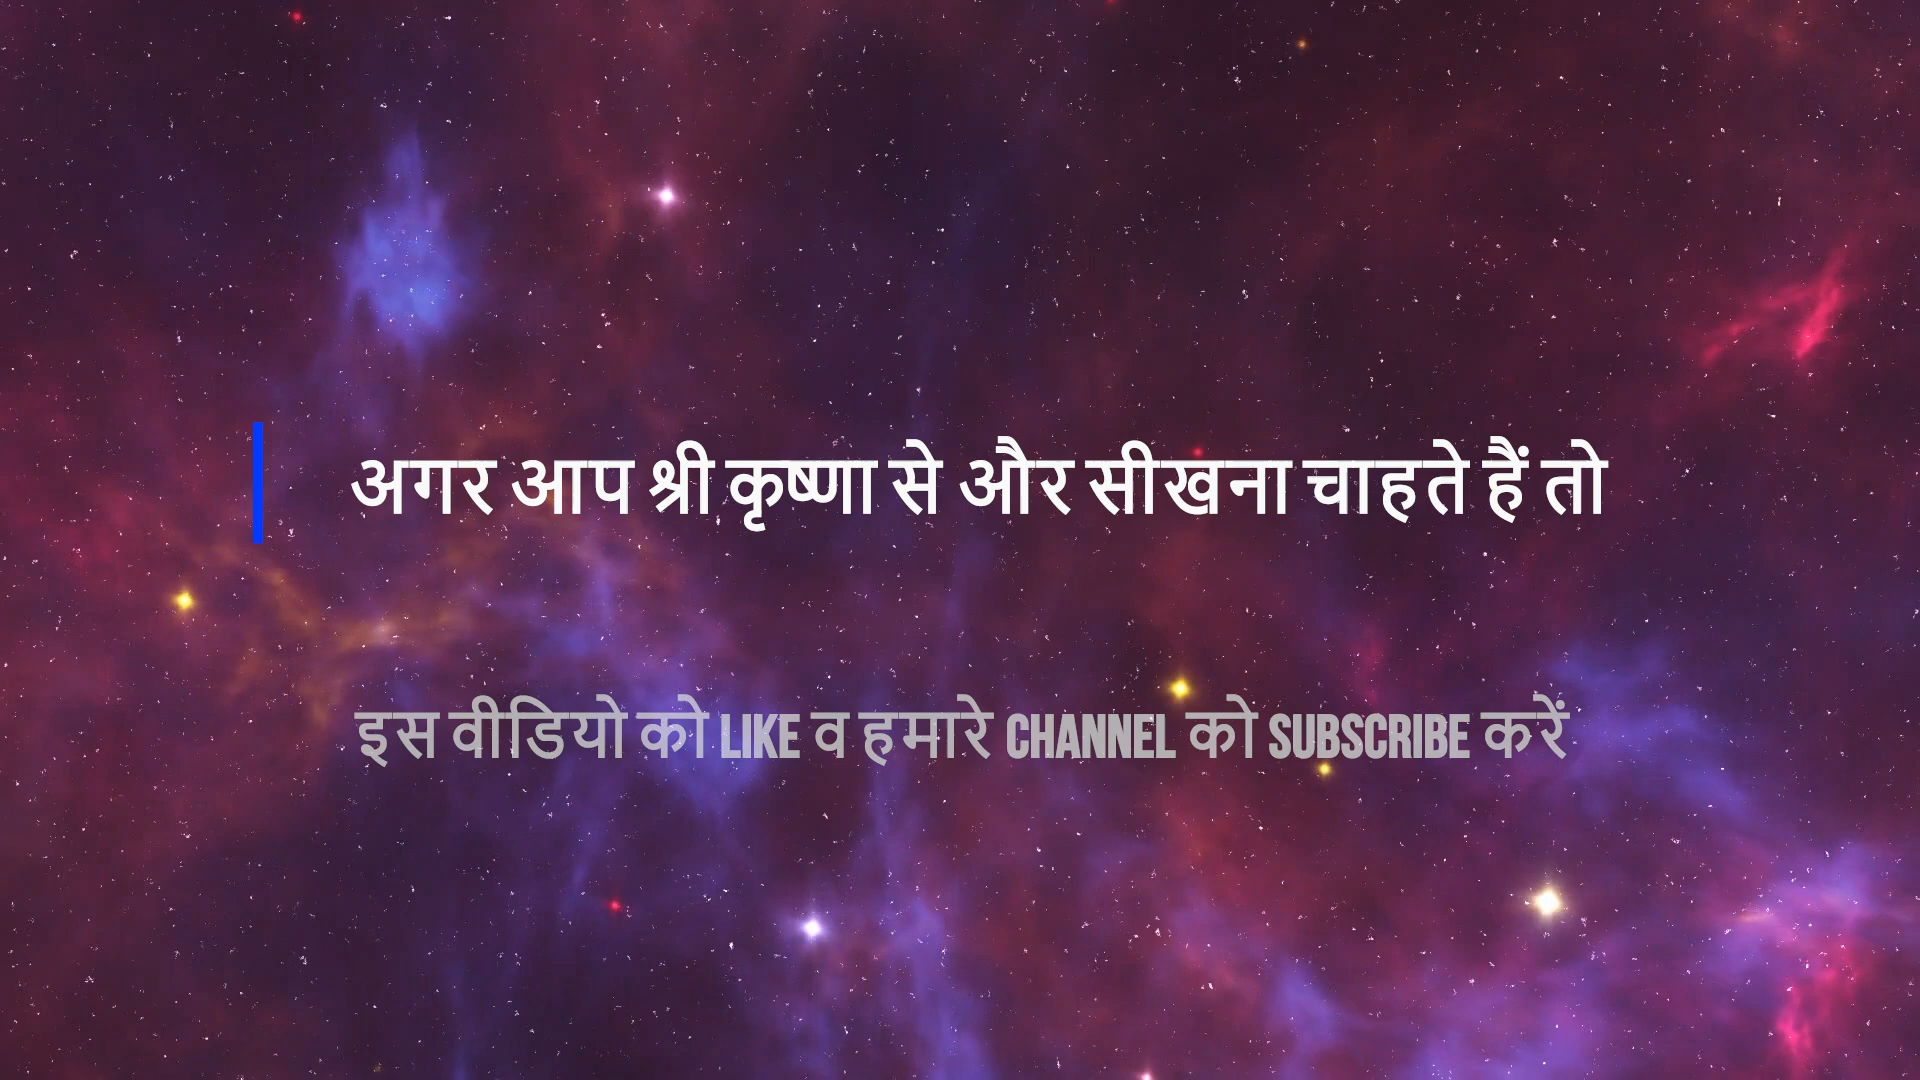 अगर आप श्री कृष्णा से और सीखना चाहते हैं तो
इस वीडियो को LIKE व हमारे CHANNEL को SUBSCRIBE करें